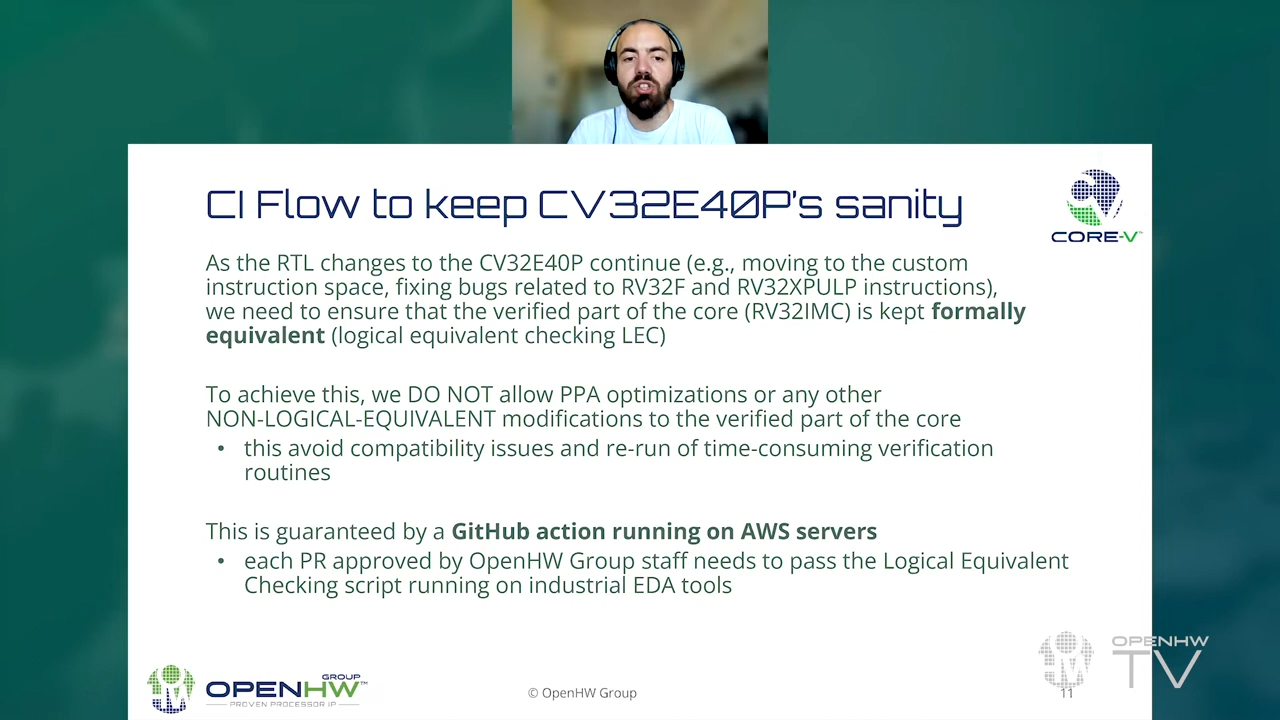 CI Flow to keep CV32E40P's sanity
CORE-V™
As the RTL changes to the CV32E40P continue (e.g., moving to the custom
instruction space, fixing bugs related to RV32F and RV32XPULP instructions),
we need to ensure that the verified part of the core (RV32IMC) is kept formally
equivalent (logical equivalent checking LEC)
To achieve this, we DO NOT allow PPA optimizations or any other
NON-LOGICAL-EQUIVALENT modifications to the verified part of the core
• this avoid compatibility issues and re-run of time-consuming verification
routines
This is guaranteed by a GitHub action running on AWS servers
• each PR approved by OpenHW Group staff needs to pass the Logical Equivalent
Checking script running on industrial EDA tools
OPENHW
TV
GROUP
OPENHW™
PROVEN PROCESSOR IP
© OpenHW Group
11